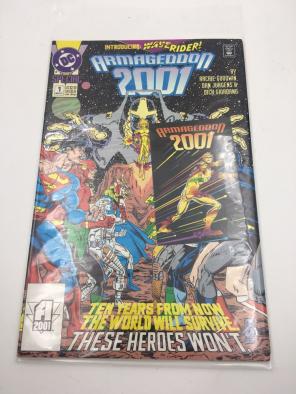 INTRODUCING WAVERIDER!
DC
ARMAGEDDON
2001
1
BY
ARCHIE GOODWIN,
DAN JURGENS &
DICK GIORDANO
ARMAGEDDON
2001
A
2001
TEN YEARS FROM NOW
THE WORLD WILL SURVIVE
THESE HEROES WON'T